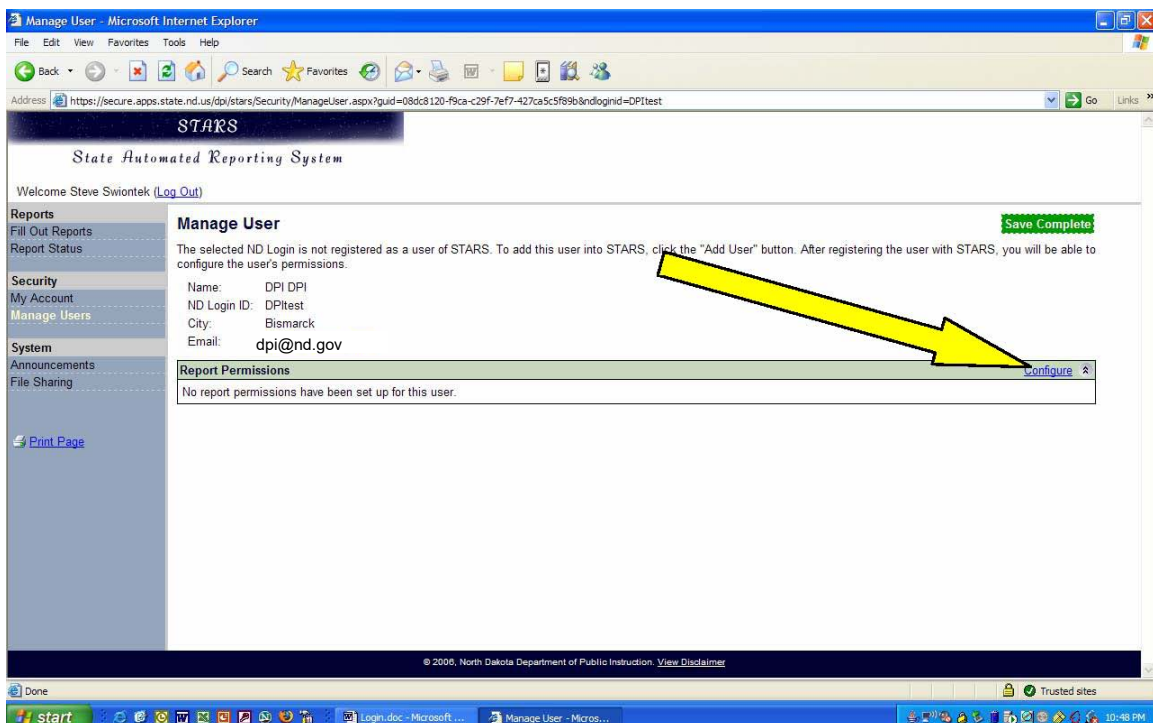 Manage User - Microsoft Internet Explorer
File Edit View Favorites Tools Help
Back Search Favorites
Address https://secure.apps.state.nd.us/dpi/stars/Security/ManageUser.aspx?guid=08dc8120-f9ca-c29f-7ef7-427ca5c5f89b&ndloginid=DPItest Go Links »
STARS
State Automated Reporting System
Welcome Steve Swiontek (Log Out)
Reports
Fill Out Reports
Report Status
Security
My Account
Manage Users
System
Announcements
File Sharing
Print Page
Manage User
Save Complete
The selected ND Login is not registered as a user of STARS. To add this user into STARS, click the "Add User" button. After registering the user with STARS, you will be able to
configure the user's permissions.
Name: DPI DPI
ND Login ID: DPItest
City: Bismarck
Email: dpi@nd.gov
Report Permissions Configure
No report permissions have been set up for this user.
© 2006, North Dakota Department of Public Instruction. View Disclaimer
Done Trusted sites
start Login.doc - Microsoft ... Manage User - Micros... 10:48 PM